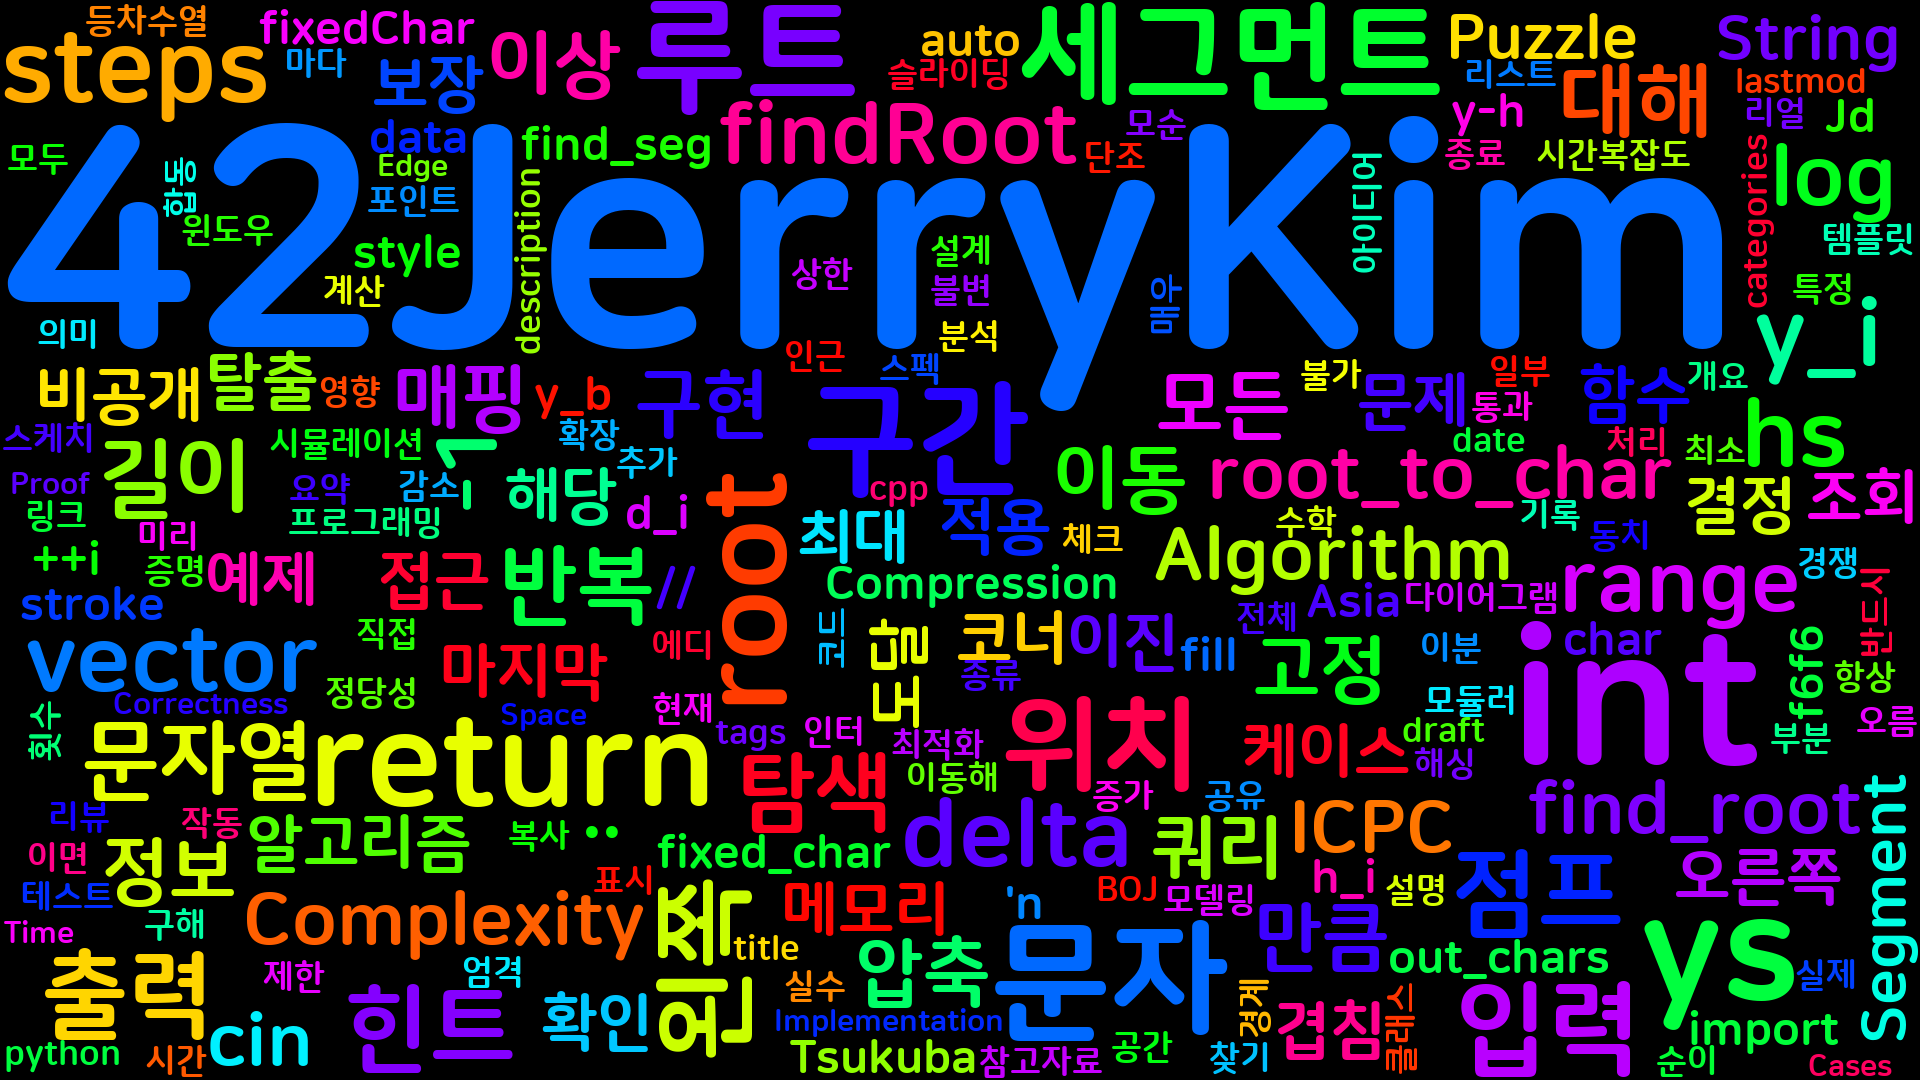 등차수열
fixedChar
steps
마다
보장
이상
루트
auto
슬라이딩
세그먼트
Puzzle
리스트
대해
String
lastmod
리얼
Jd
y-h
모두
합동
data
Edge
포인트
find_seg
findRoot
모순
단조
종료
시간복잡도
log
categories
42JerryKim
윈도우
style
description
계산
상한
설계
불변
아이디어
템플릿
특정
의미
분석
인근
스펙
불가
일부
개요
y_i
비공개
탈출
영향
매핑
y_b
구현
구간
모든
문제
통과
함수
스케치
길이
시뮬레이션
확장
추가
감소
해당
cpp
이동
root_to_char
date
처리
최소
hs
Proof
링크
요약
미리
프로그래밍
d_i
root
최대
적용
체크
수학
기록
결정
조회
++i
증명
예제
접근
반복
//
Compression
Algorithm
동치
경쟁
range
stroke
직접
에디
코너
이진
전체
Asia
다이어그램
char
반드시
vector
정당성
마지막
도달
종류
fill
고정
이분
int
f6f6
항상
Correctness
횟수
Space
현재
tags
인터
최적화
위치
모듈러
draft
부분
오름
문자열
return
탐색
이동해
증가
케이스
해싱
리뷰
작동
알고리즘
복사
fixed_char
delta
공유
쿼리
ICPC
find_root
Segment
이면
정보
표시
테스트
구해
Complexity
왼쪽
메모리
'n
BOJ
모델링
h_i
설명
점프
오른쪽
Time
title
만큼
out_chars
ys
실제
출력
제한
엄격
실수
압축
문자
입력
cin
힌트
확인
Implementation
경계
겹침
클래스
import
python
시간
Tsukuba
참고자료
공간
찾기
순이
Cases